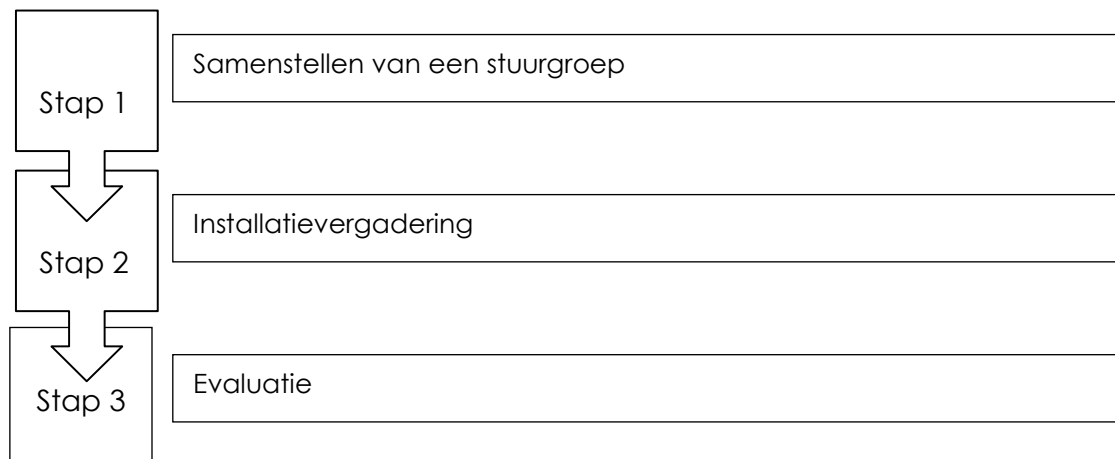 Stap 1
Samenstellen van een stuurgroep
Stap 2
Installatievergadering
Stap 3
Evaluatie